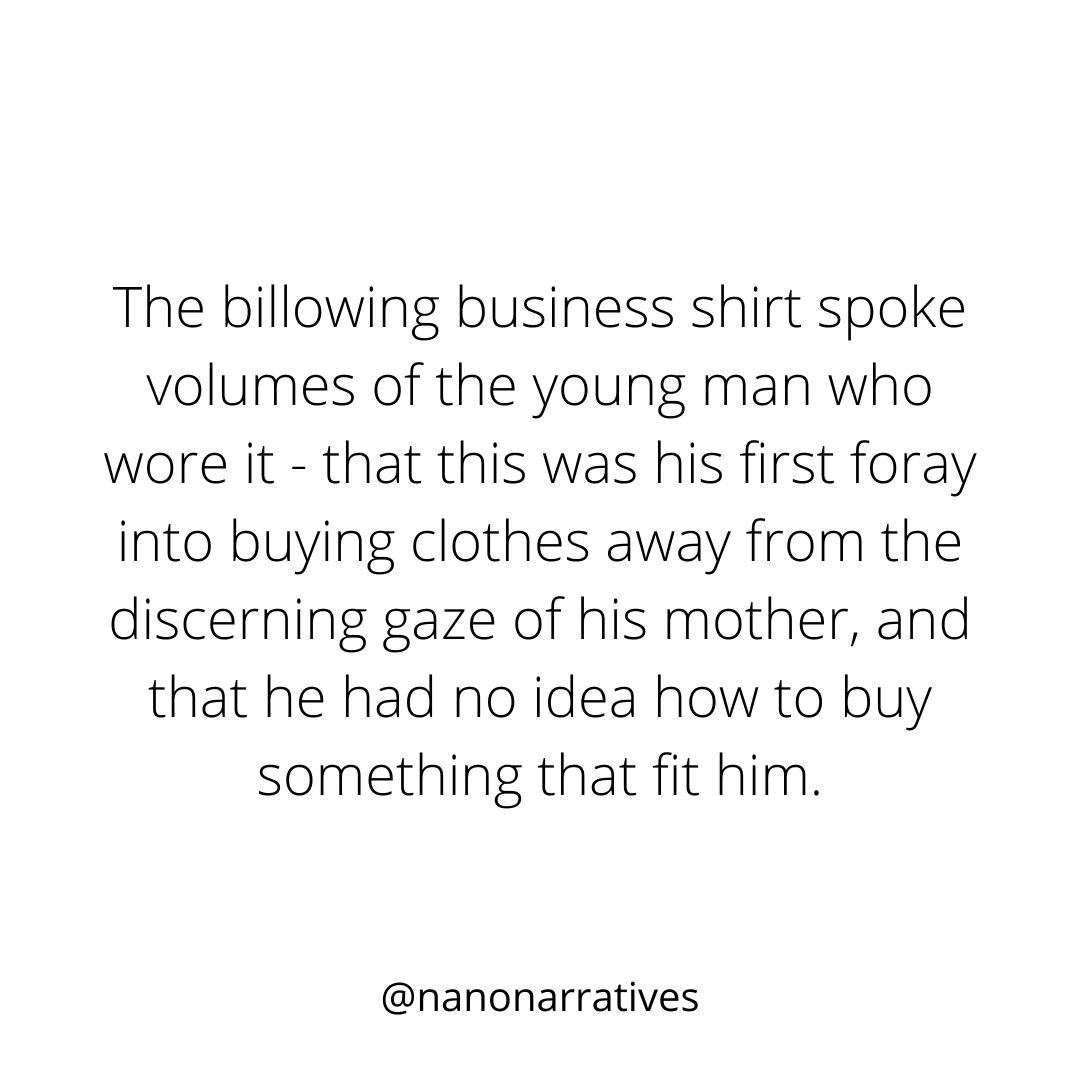 The billowing business shirt spoke
volumes of the young man who
wore it - that this was his first foray
into buying clothes away from the
discerning gaze of his mother, and
that he had no idea how to buy
something that fit him.
@nanonarratives